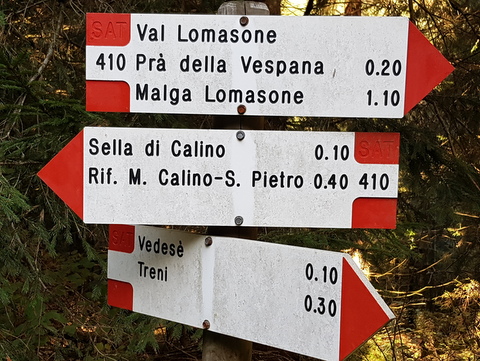 SAT Val Lomasone
410 Prà della Vespana 0.20
Malga Lomasone 1.10
Sella di Calino 0.10 SAT
Rif. M. Calino-S. Pietro 0.40 410
SAT Vedesè 0.10
Treni 0.30